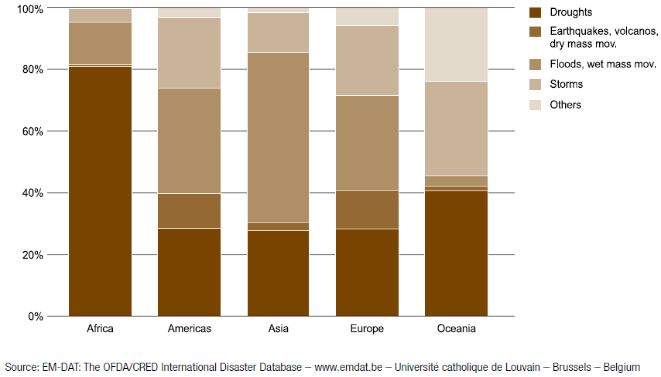 100%
80%
60%
40%
20%
0%
Africa
Americas
Asia
Europe
Oceania
Droughts
Earthquakes, volcanos,
dry mass mov.
Floods, wet mass mov.
Storms
Others
Source: EM-DAT: The OFDA/CRED International Disaster Database – www.emdat.be – Université catholique de Louvain – Brussels – Belgium